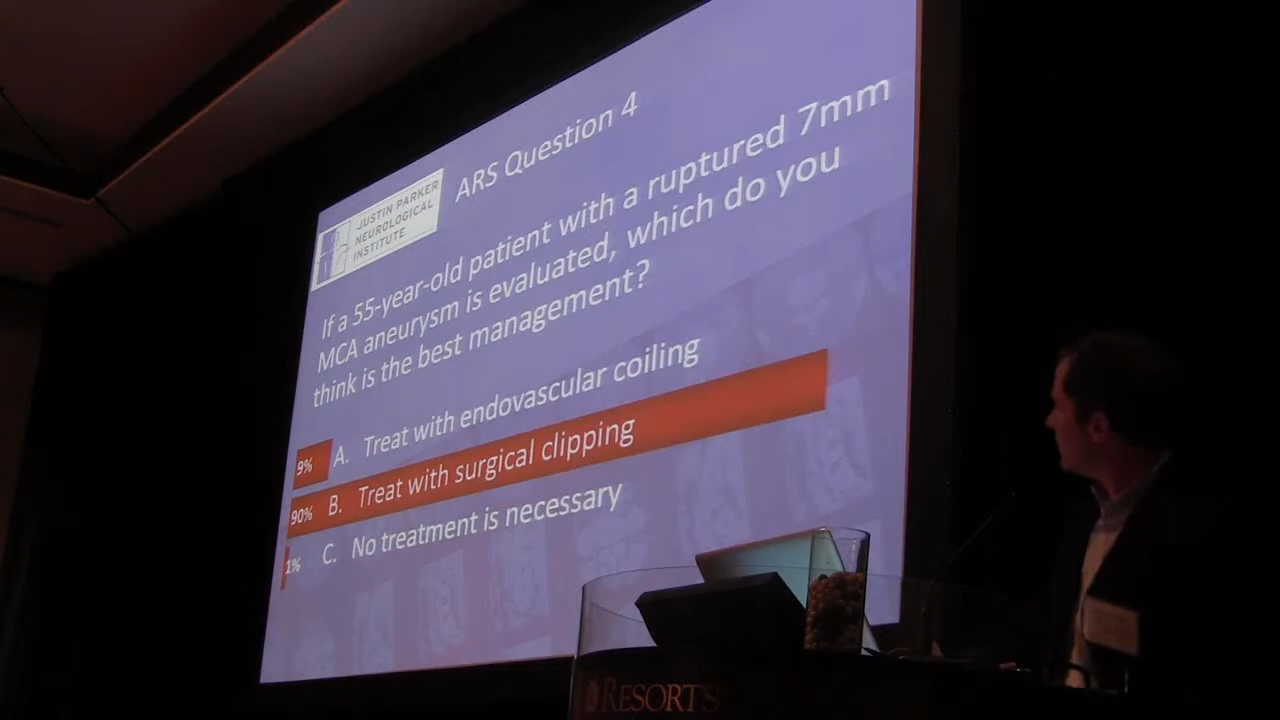 ARS Question 4
JUSTIN PARKER
NEUROLOGICAL
INSTITUTE
If a 55-year-old patient with a ruptured 7mm
MCA aneurysm is evaluated, which do you
think is the best management?
9% A. Treat with endovascular coiling
90% B. Treat with surgical clipping
1% C. No treatment is necessary
RESORTS